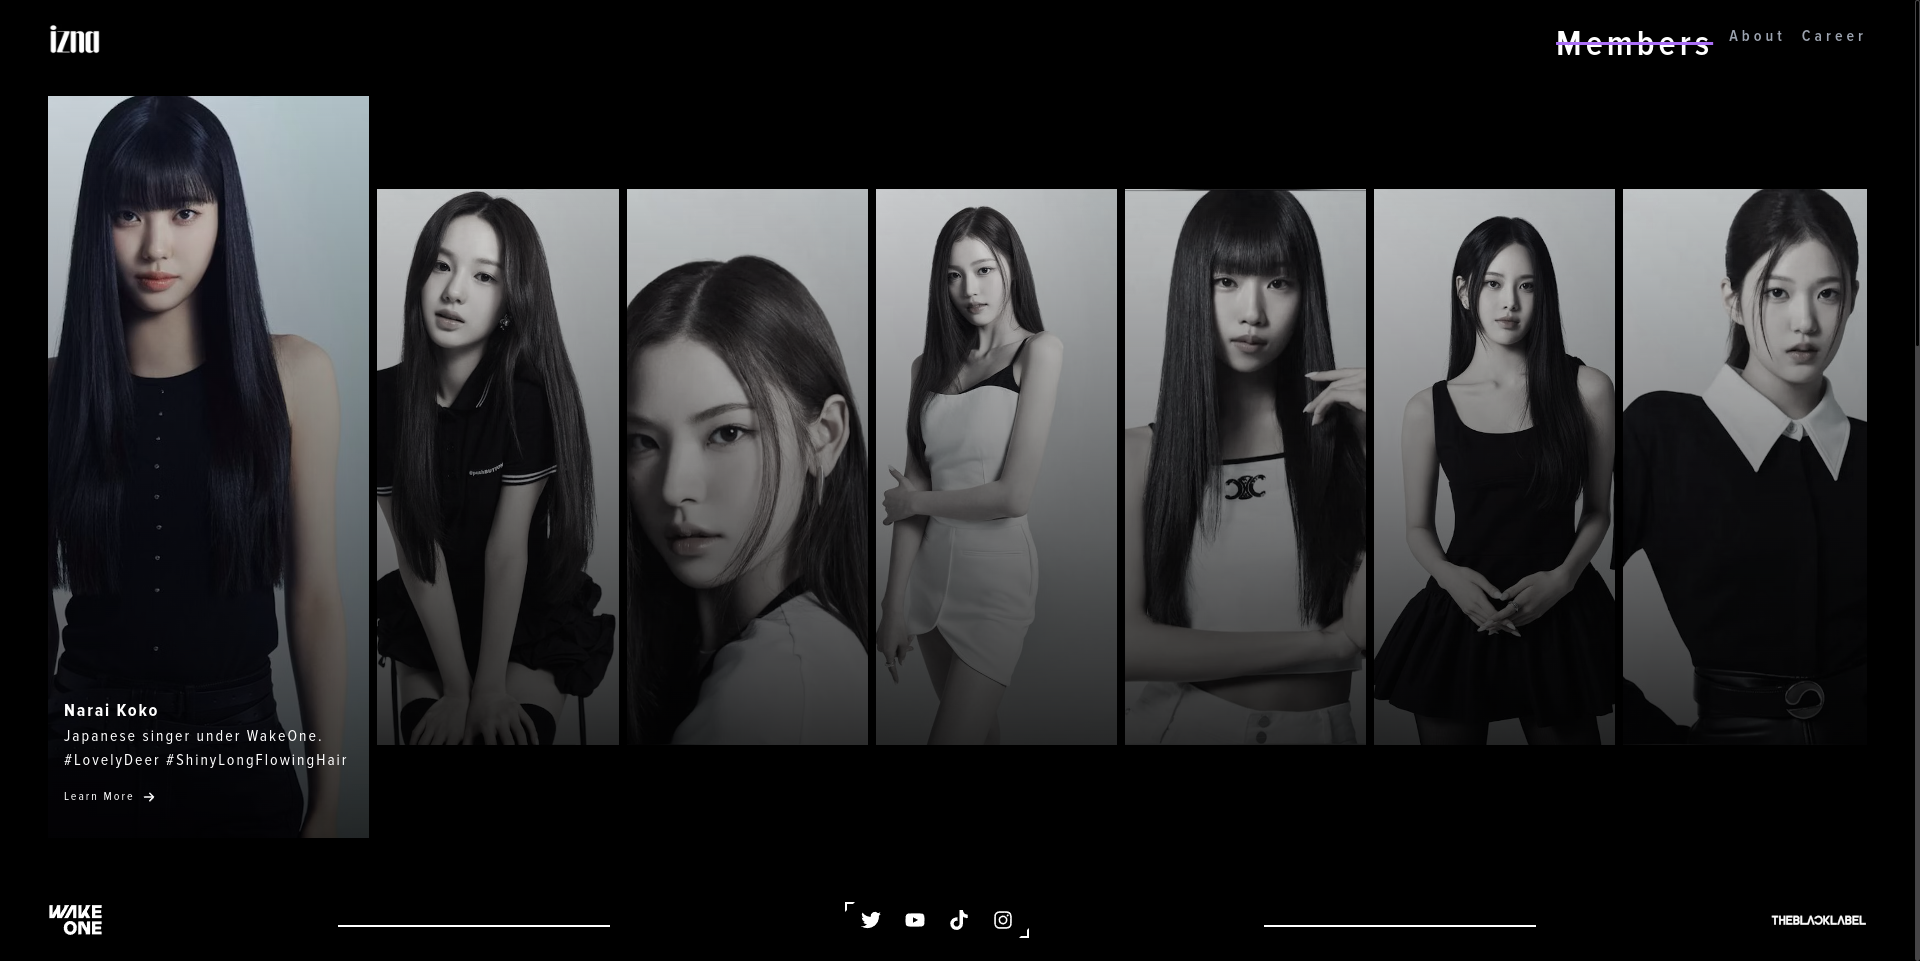 izna
Members About Career
Narai Koko
Japanese singer under WakeOne.
#LovelyDeer #ShinyLongFlowingHair
Learn More →
WAKE
ONE
THEBLACKLABEL